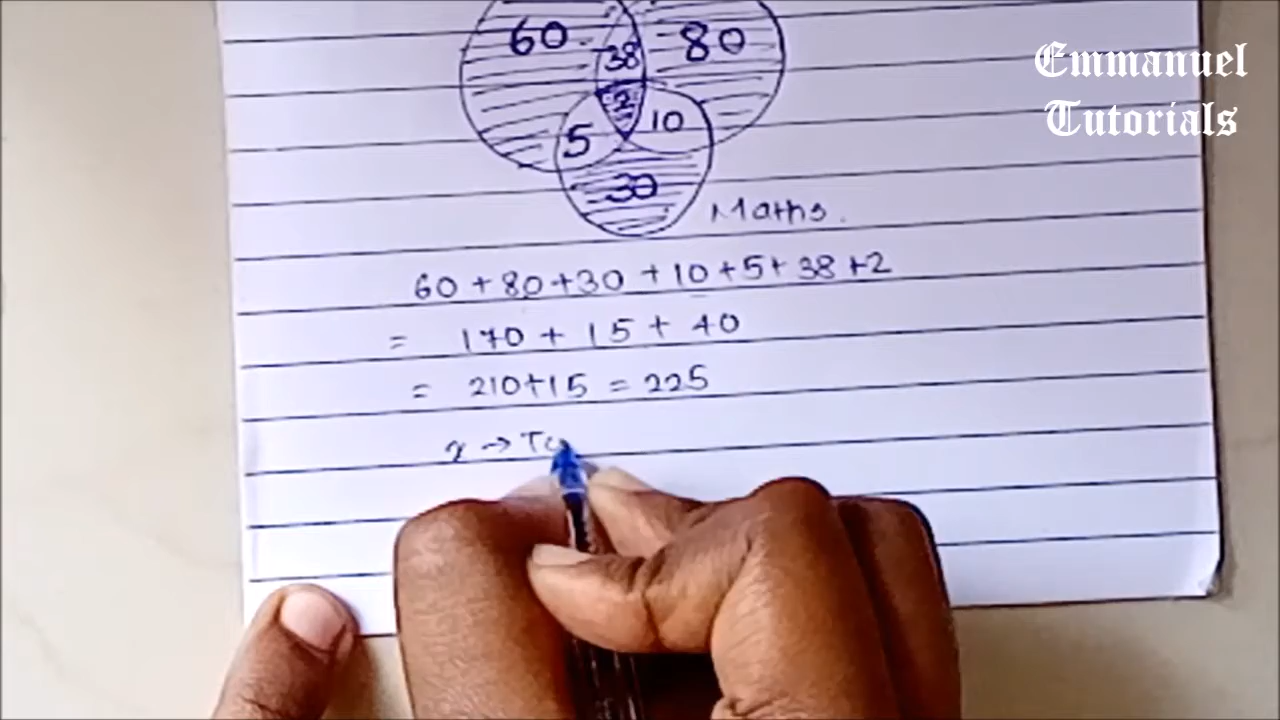 60
38
80
Emmanuel
Tutorials
2
5
10
30
Maths.
60 + 80 + 30 + 10 + 5 + 38 + 2
= 170 + 15 + 40
= 210 + 15 = 225
x → To